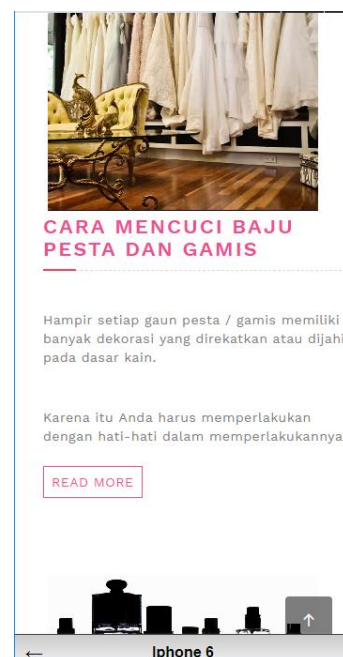 CARA MENCUCI BAJU
PESTA DAN GAMIS
Hampir setiap gaun pesta / gamis memiliki
banyak dekorasi yang direkatkan atau dijahi
pada dasar kain.
Karena itu Anda harus memperlakukan
dengan hati-hati dalam memperlakukannya
READ MORE
Iphone 6